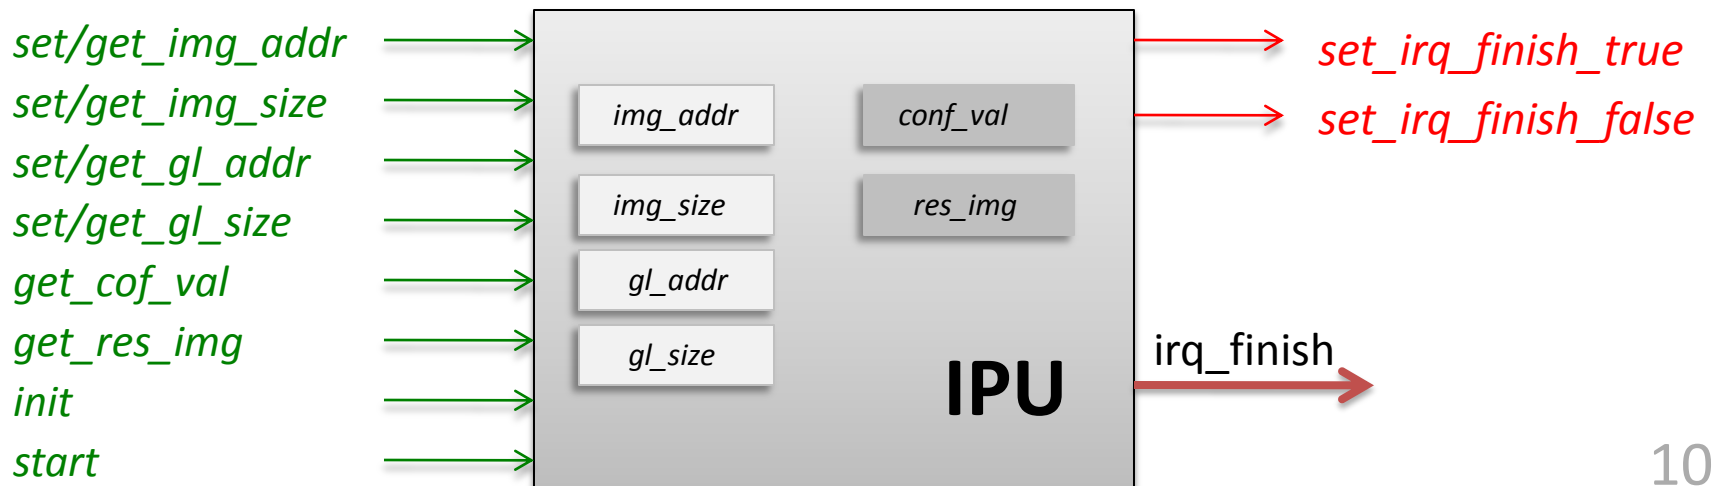 set/get_img_addr
set/get_img_size
set/get_gl_addr
set/get_gl_size
get_cof_val
get_res_img
init
start
img_addr
img_size
gl_addr
gl_size
conf_val
res_img
IPU
set_irq_finish_true
set_irq_finish_false
irq_finish
10